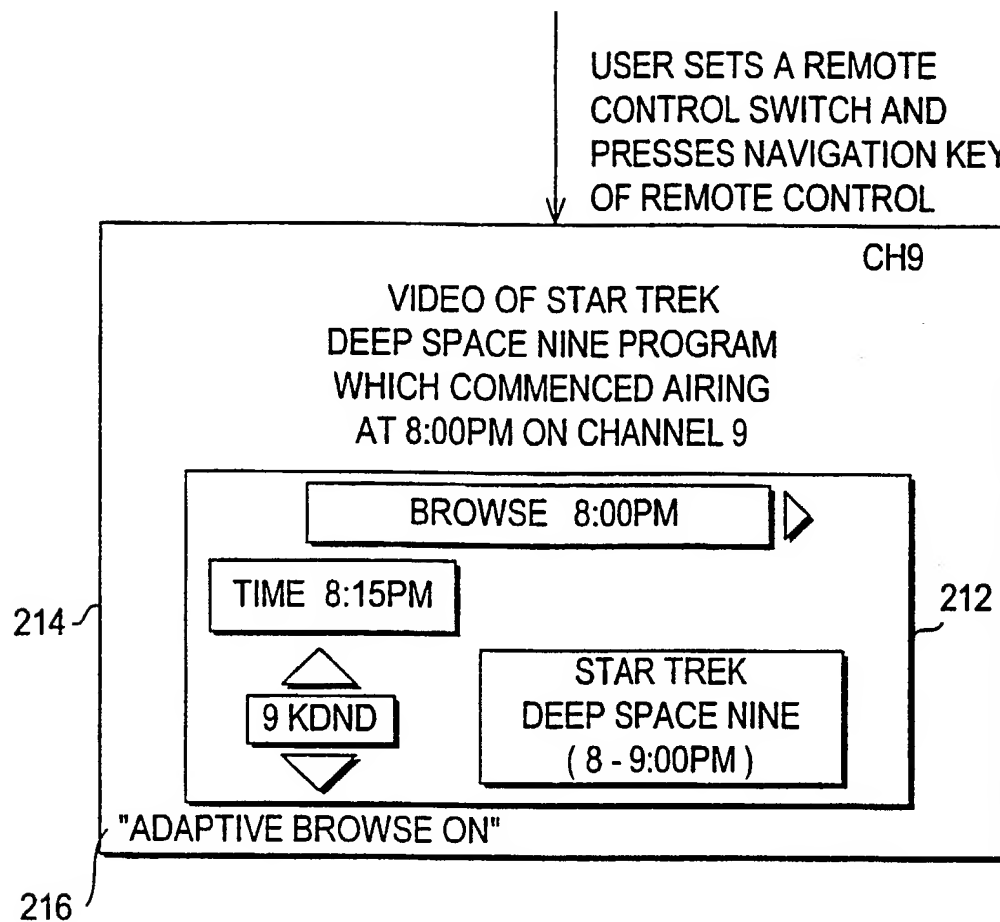 USER SETS A REMOTE
CONTROL SWITCH AND
PRESSES NAVIGATION KEY
OF REMOTE CONTROL
CH9
VIDEO OF STAR TREK
DEEP SPACE NINE PROGRAM
WHICH COMMENCED AIRING
AT 8:00PM ON CHANNEL 9
BROWSE 8:00PM
TIME 8:15PM
214
212
9 KDND
STAR TREK
DEEP SPACE NINE
( 8 - 9:00PM )
"ADAPTIVE BROWSE ON"
216